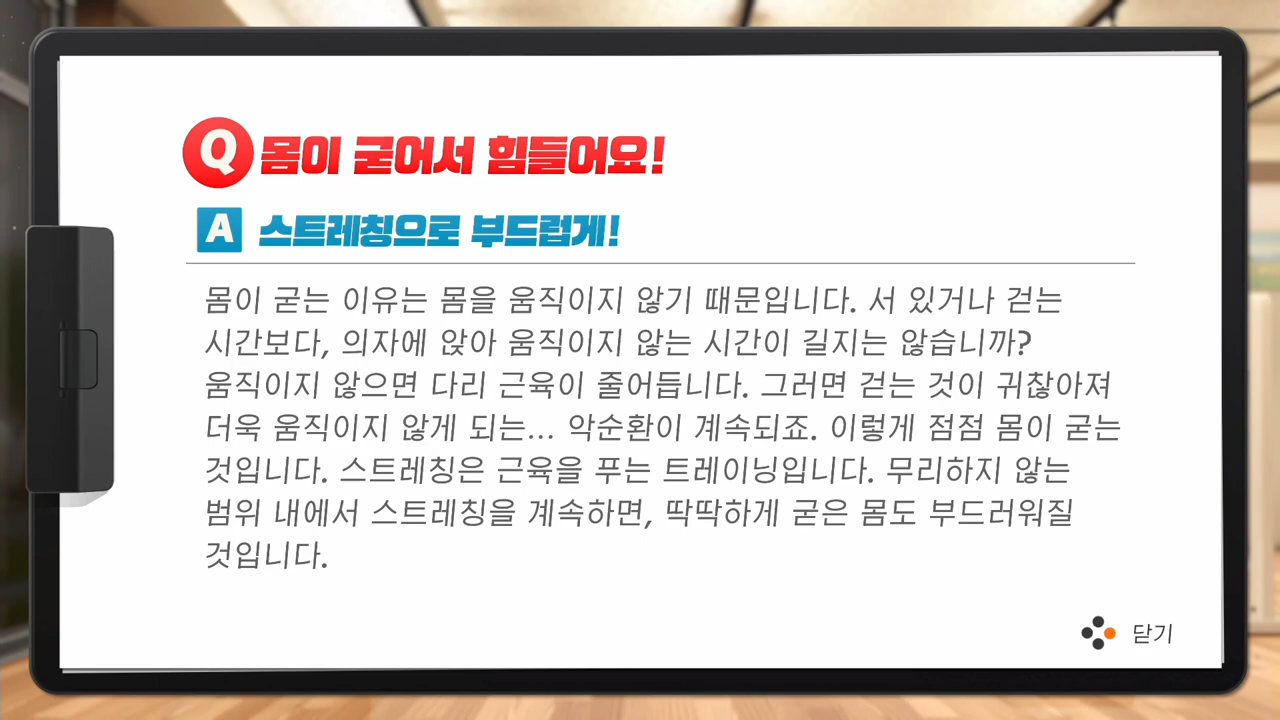 Q 몸이 굳어서 힘들어요!
A 스트레칭으로 부드럽게!
몸이 굳는 이유는 몸을 움직이지 않기 때문입니다. 서 있거나 걷는
시간보다, 의자에 앉아 움직이지 않는 시간이 길지는 않습니까?
움직이지 않으면 다리 근육이 줄어듭니다. 그러면 걷는 것이 귀찮아져
더욱 움직이지 않게 되는... 악순환이 계속되죠. 이렇게 점점 몸이 굳는
것입니다. 스트레칭은 근육을 푸는 트레이닝입니다. 무리하지 않는
범위 내에서 스트레칭을 계속하면, 딱딱하게 굳은 몸도 부드러워질
것입니다.
닫기